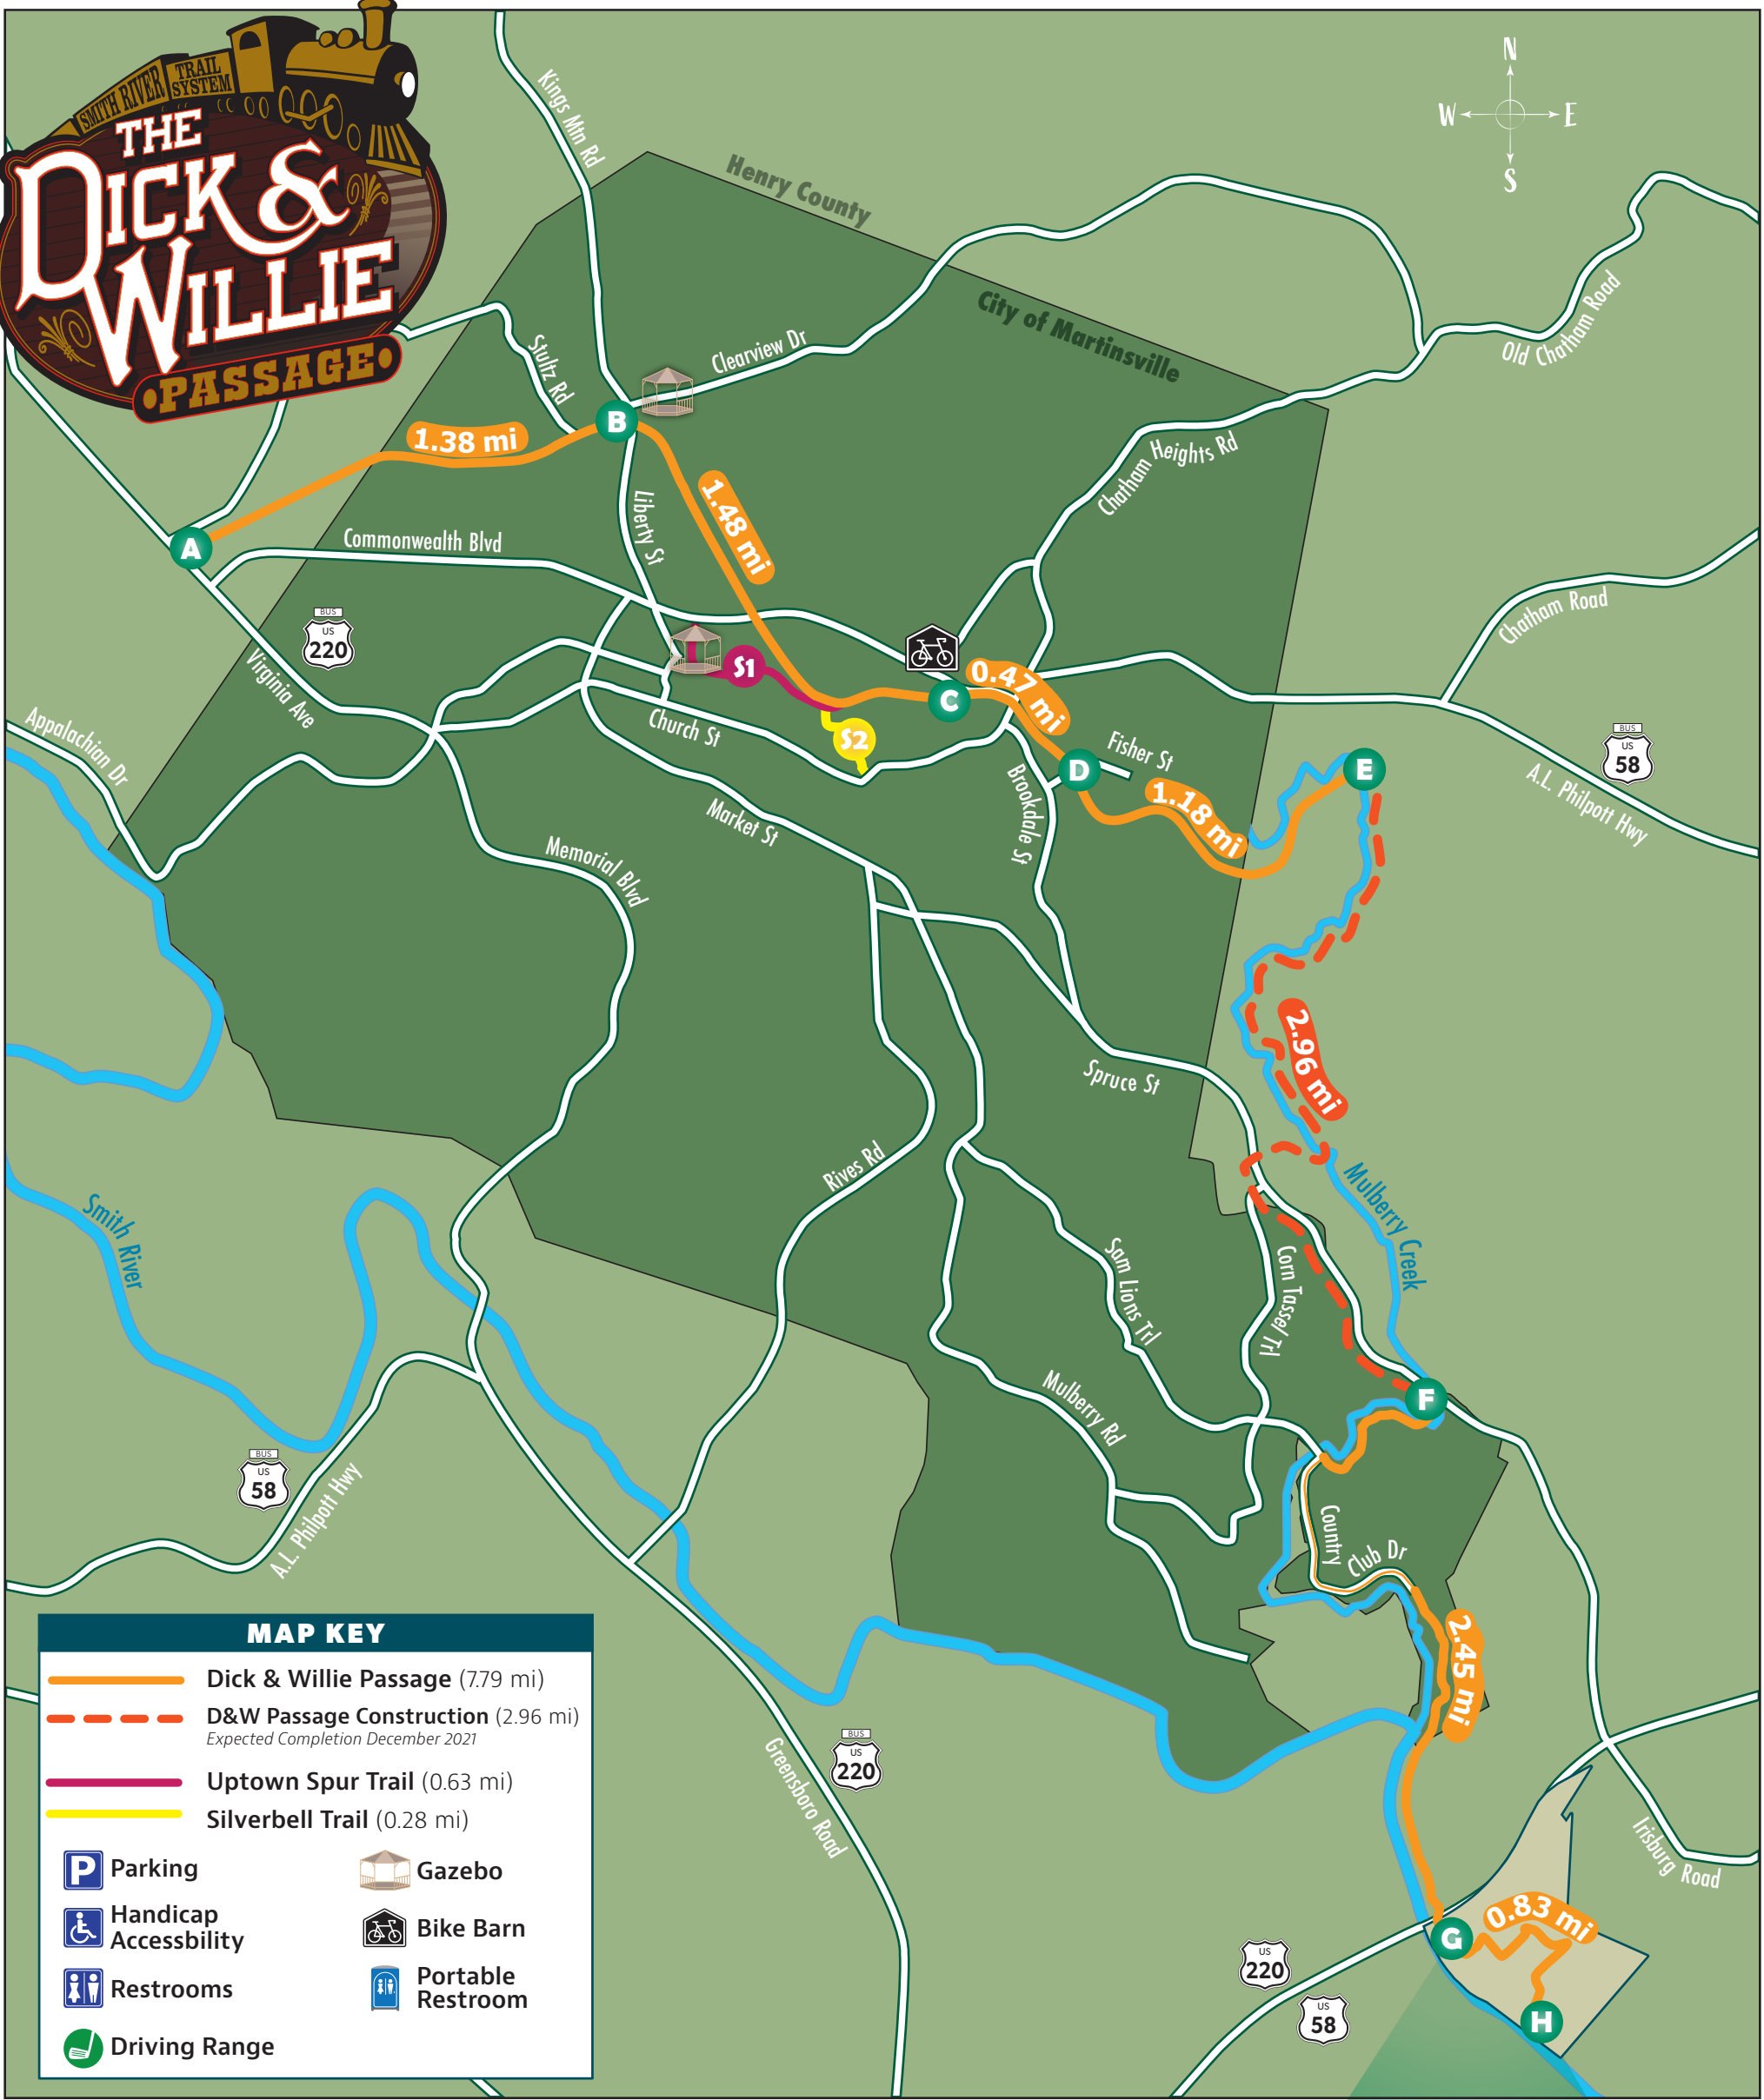 SMITH RIVER
TRAIL
SYSTEM
THE
DICK &
WILLIE
•PASSAGE•
N
W E
S
Kings Mtn Rd
Henry County
City of Martinsville
Old Chatham Road
Stultz Rd
Clearview Dr
B
1.38 mi
Chatham Heights Rd
1.48 mi
Liberty St
A
Commonwealth Blvd
BUS
US
220
Chatham Road
Virginia Ave
S1
0.47 mi
C
Appalachian Dr
Church St
S2
Fisher St
D
E
BUS
US
58
A.L. Philpott Hwy
1.18 mi
Brookdale St
Market St
Memorial Blvd
2.96 mi
Spruce St
Rives Rd
Mulberry Creek
Smith River
Sam Lions Trl
Corn Tassel Trl
Mulberry Rd
F
BUS
US
58
A.L. Philpott Hwy
Country Club Dr
2.45 mi
BUS
US
220
Greensboro Road
Irisburg Road
0.83 mi
G
US
220
US
58
H
MAP KEY
Dick & Willie Passage (7.79 mi)
D&W Passage Construction (2.96 mi)
Expected Completion December 2021
Uptown Spur Trail (0.63 mi)
Silverbell Trail (0.28 mi)
P Parking
Gazebo
Handicap
Accessbility
Bike Barn
Restrooms
Portable
Restroom
Driving Range